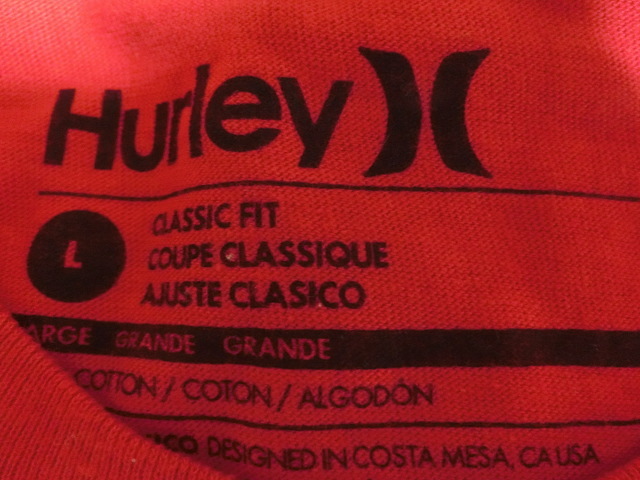 Hurley
CLASSIC FIT
L COUPE CLASSIQUE
AJUSTE CLASICO
ARGE GRANDE GRANDE
COTTON / COTON / ALGODÓN
CO DESIGNED IN COSTA MESA, CA USA